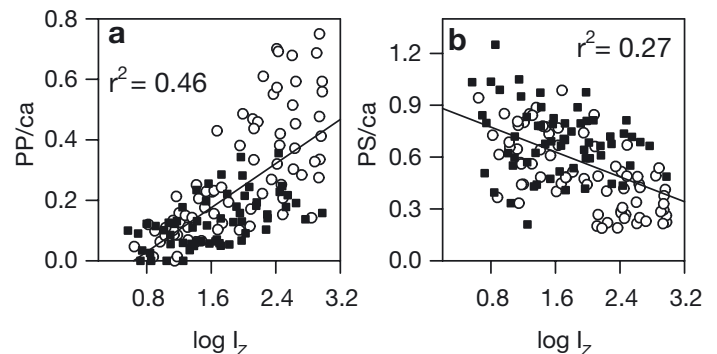 a
r² = 0.46
PP/ca
0.8
0.6
0.4
0.2
0.0
0.8 1.6 2.4 3.2
log I_Z
b
r² = 0.27
PS/ca
1.2
0.9
0.6
0.3
0.0
0.8 1.6 2.4 3.2
log I_Z